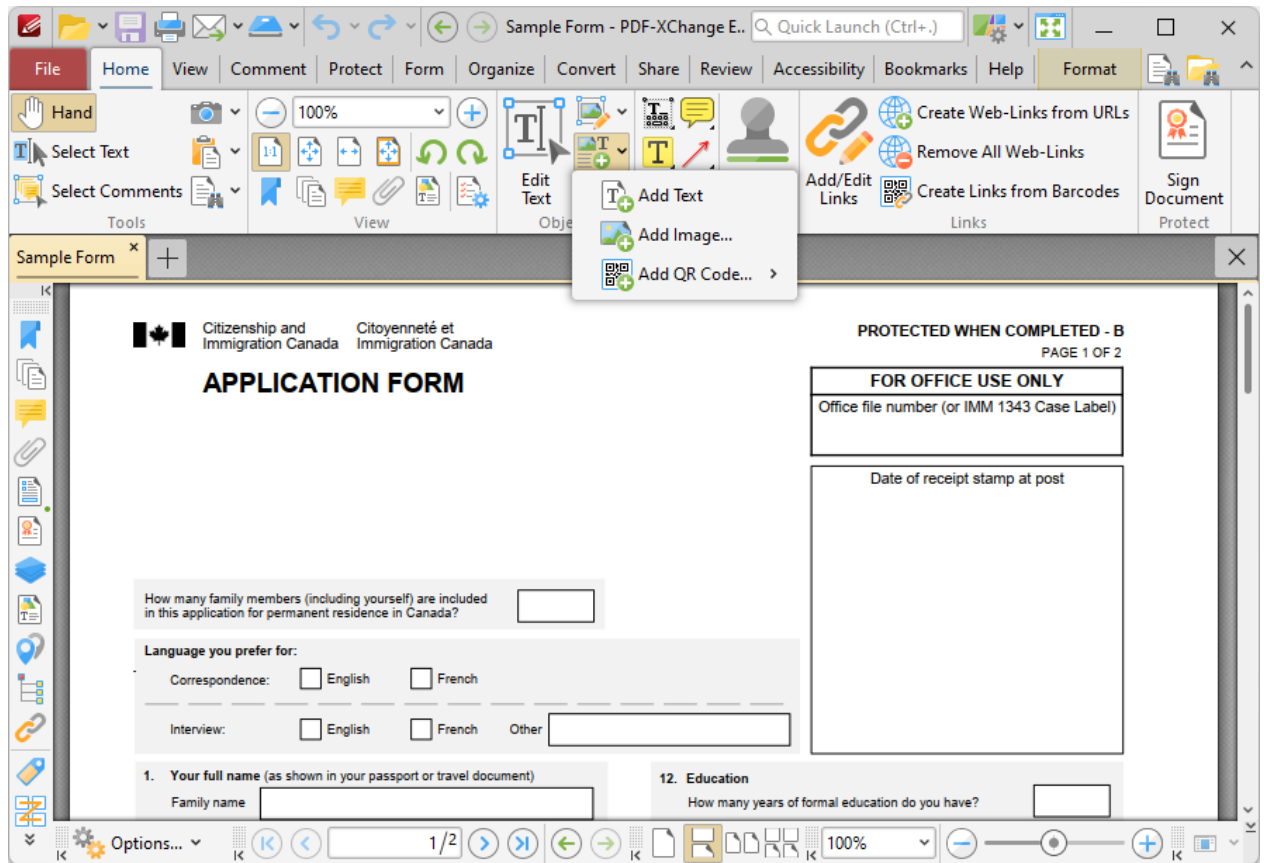 Sample Form - PDF-XChange E.. Quick Launch (Ctrl+.)
File Home View Comment Protect Form Organize Convert Share Review Accessibility Bookmarks Help Format
Hand
Select Text
Select Comments
Tools
100%
1:1
View
Edit
Text
Add/Edit
Links
Create Web-Links from URLs
Remove All Web-Links
Create Links from Barcodes
Links
Sign
Document
Protect
Obje
Add Text
Add Image...
Add QR Code...
Sample Form
Citizenship and
Immigration Canada
Citoyenneté et
Immigration Canada
APPLICATION FORM
PROTECTED WHEN COMPLETED - B
PAGE 1 OF 2
FOR OFFICE USE ONLY
Office file number (or IMM 1343 Case Label)
Date of receipt stamp at post
How many family members (including yourself) are included
in this application for permanent residence in Canada?
Language you prefer for:
Correspondence: English French
Interview: English French Other
1. Your full name (as shown in your passport or travel document)
Family name
12. Education
How many years of formal education do you have?
Options...
1/2
100%